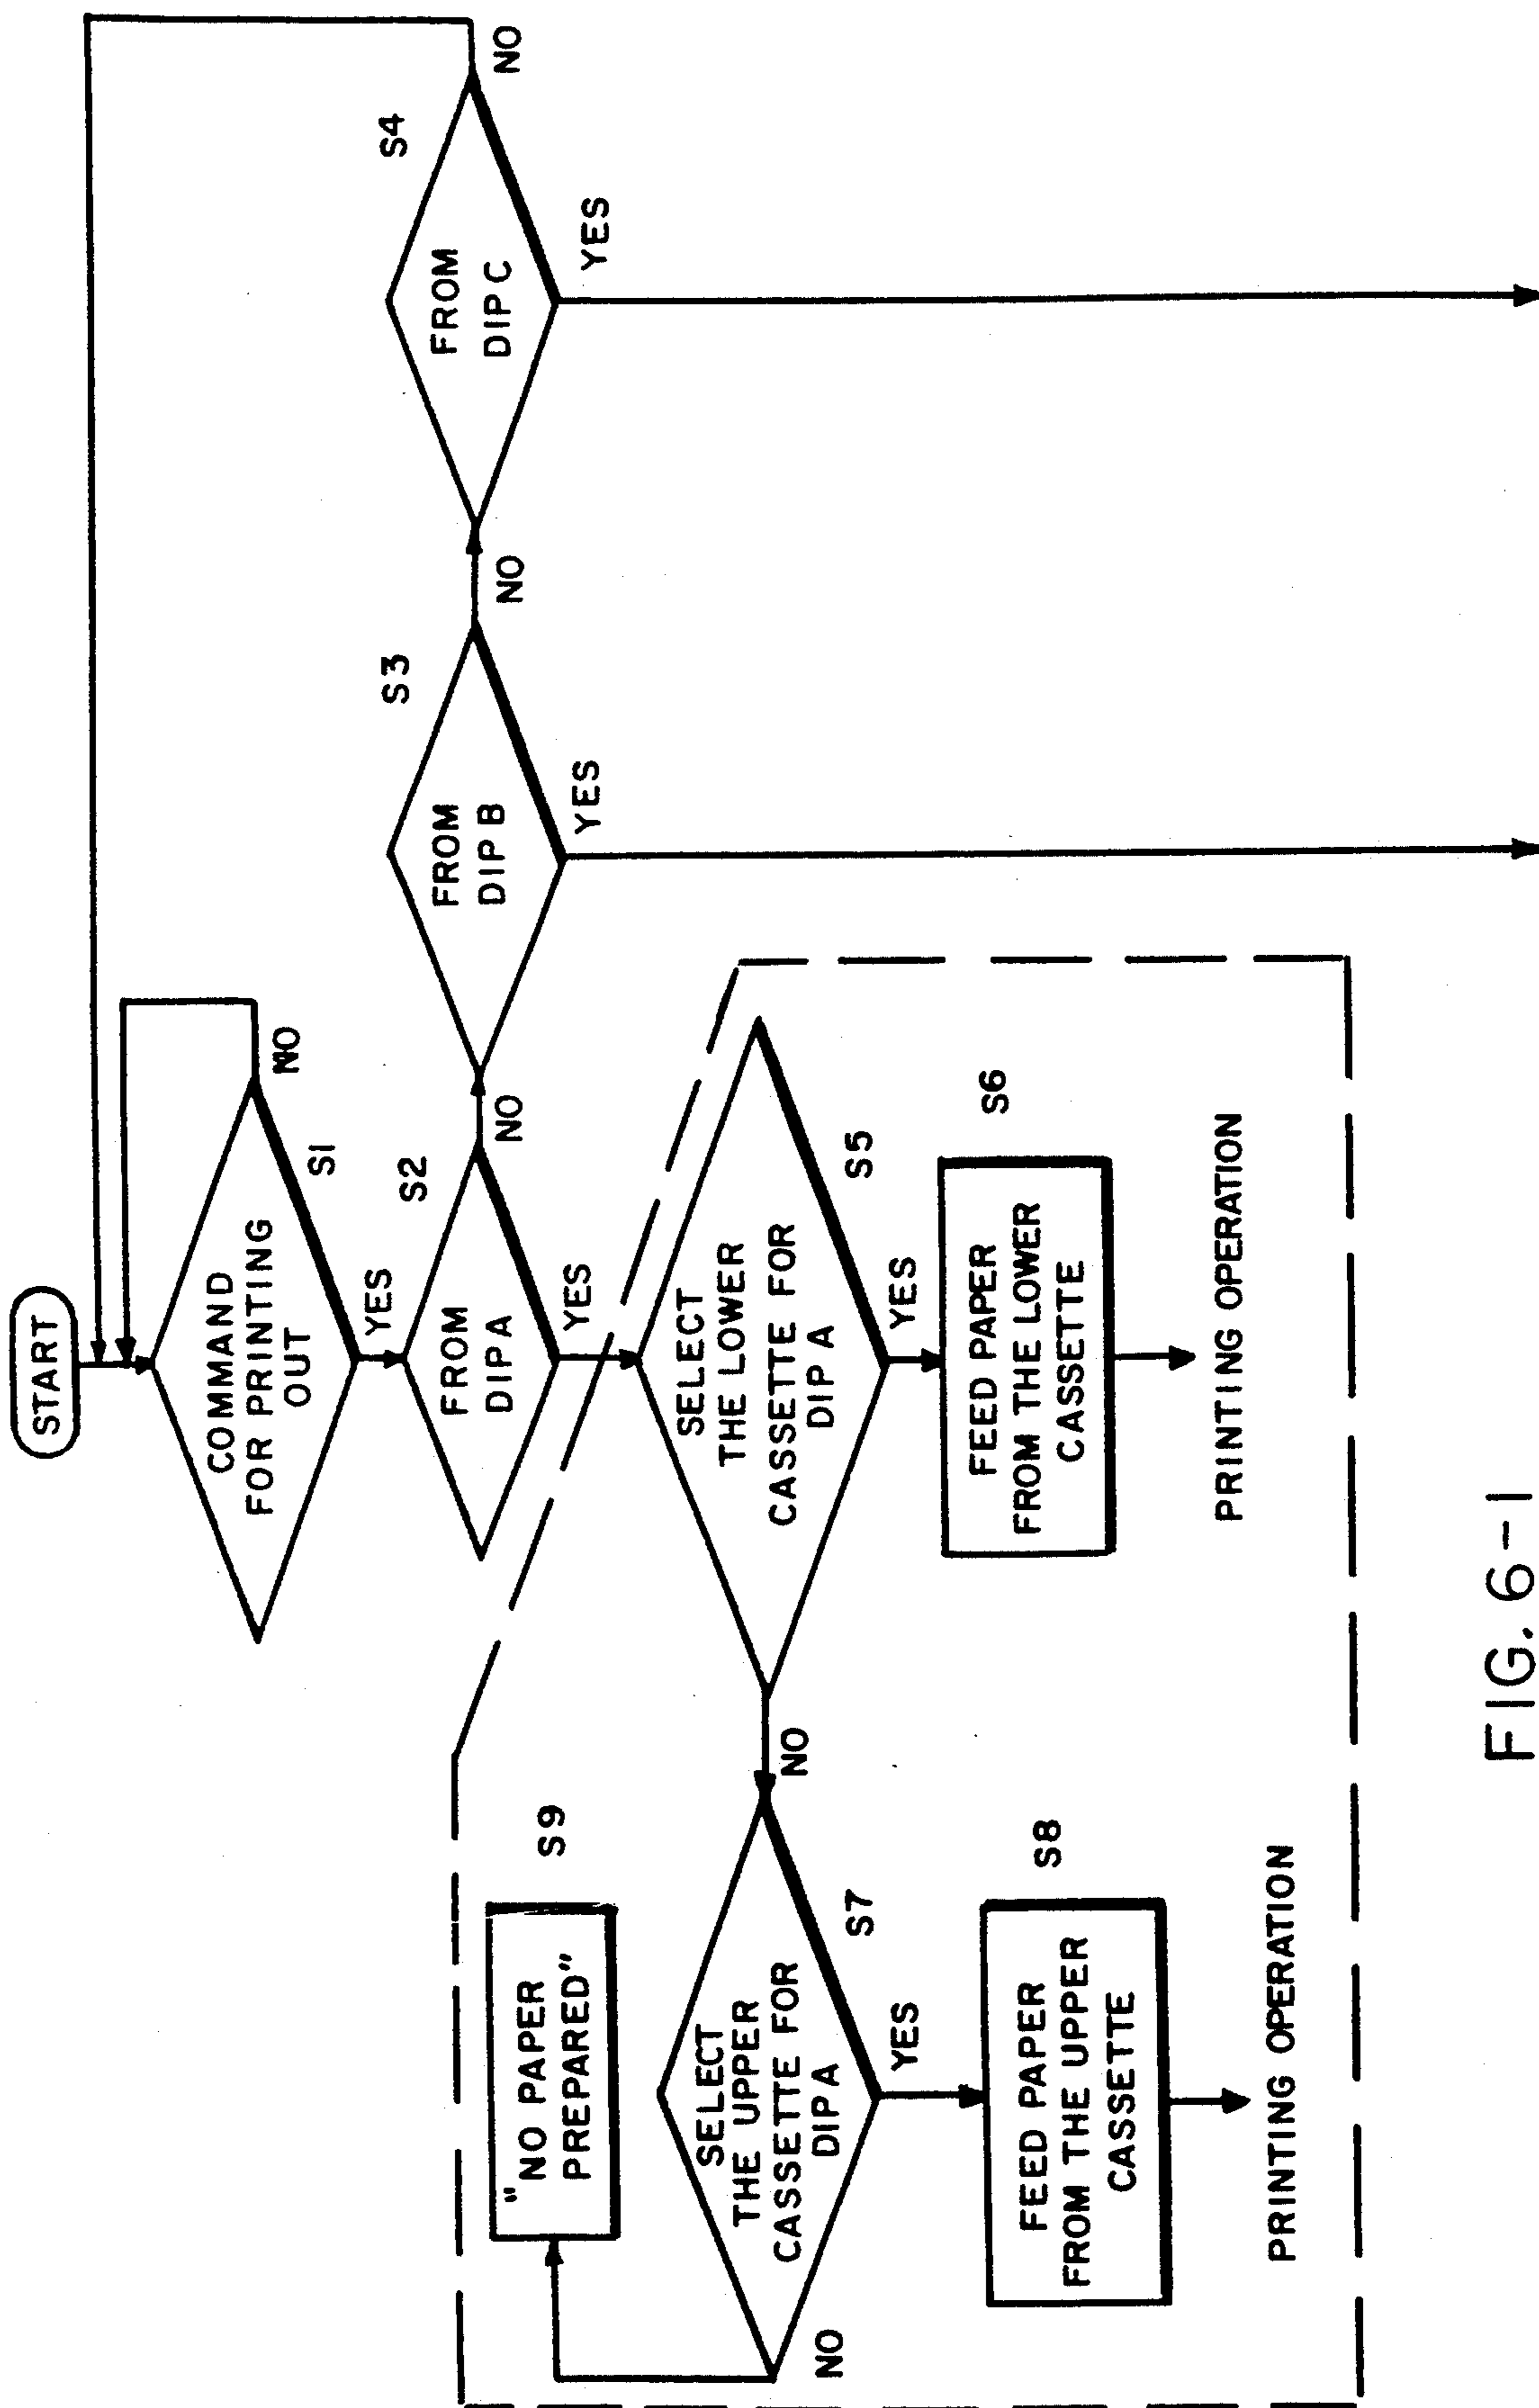 START
COMMAND
FOR PRINTING
OUT
S1
NO
YES
S2
FROM
DIP A
NO
YES
S3
FROM
DIP B
NO
YES
S4
FROM
DIP C
NO
YES
SELECT
THE LOWER
CASSETTE FOR
DIP A
S5
NO
YES
S6
FEED PAPER
FROM THE LOWER
CASSETTE
PRINTING OPERATION
S9
"NO PAPER
PREPARED"
SELECT
THE UPPER
CASSETTE FOR
DIP A
S7
NO
YES
S8
FEED PAPER
FROM THE UPPER
CASSETTE
PRINTING OPERATION
FIG. 6-1